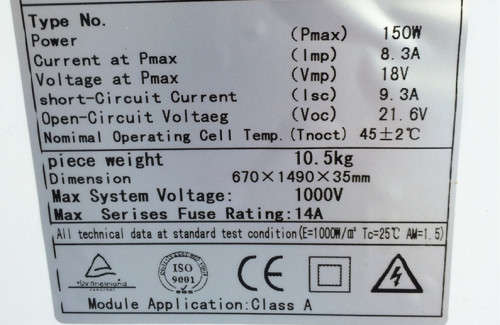 Type No.
Power (Pmax) 150W
Current at Pmax (Imp) 8.3A
Voltage at Pmax (Vmp) 18V
short-Circuit Current (Isc) 9.3A
Open-Circuit Voltaeg (Voc) 21.6V
Nomimal Operating Cell Temp. (Tnoct) 45±2℃
piece weight 10.5kg
Dimension 670×1490×35mm
Max System Voltage: 1000V
Max Serises Fuse Rating: 14A
All technical data at standard test condition(E=1000W/㎡ Tc=25℃ AM=1.5)
ISO
9001
CE
Module Application:Class A